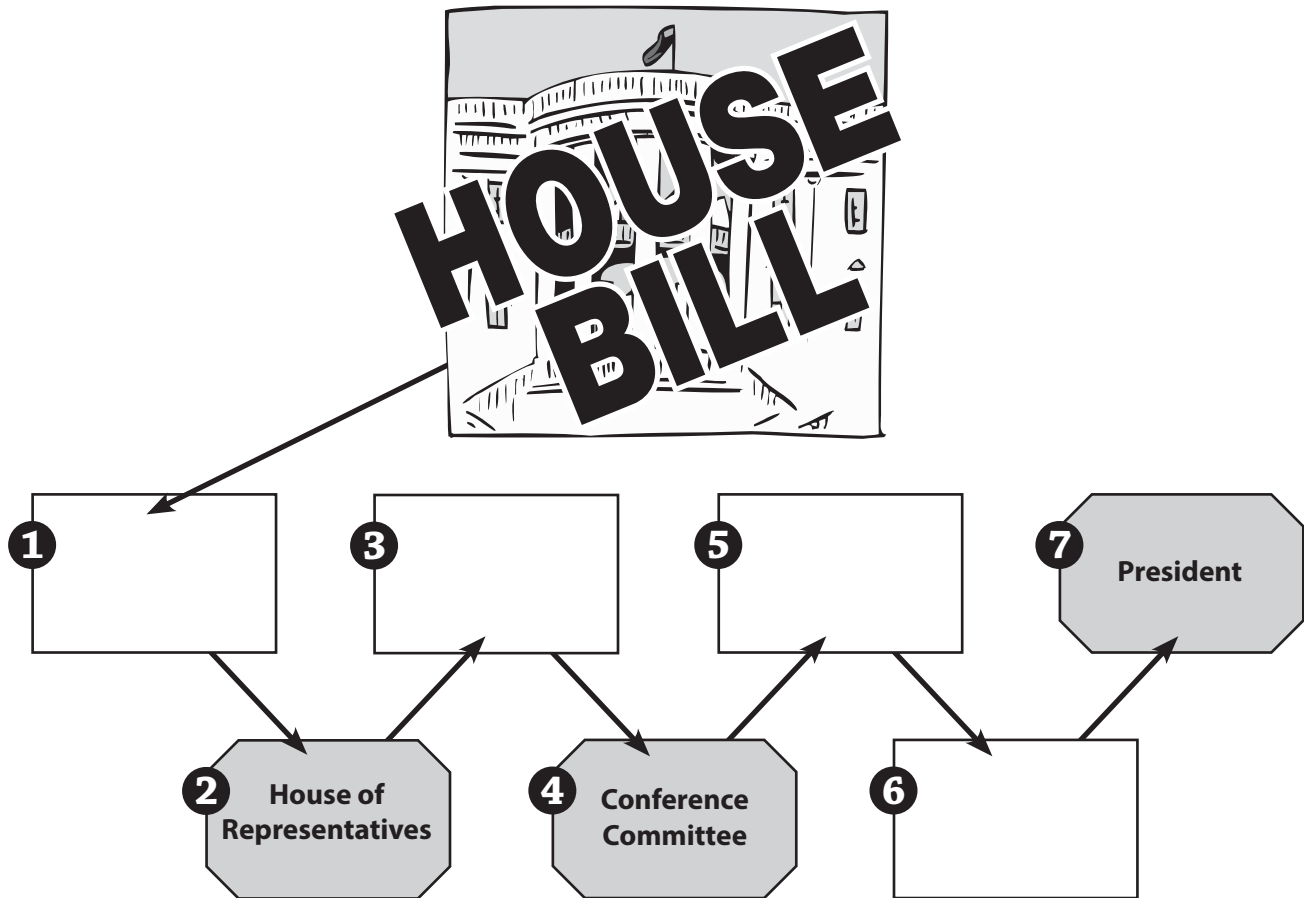 HOUSE
BILL
1
3
5
7
President
2
House of
Representatives
4
Conference
Committee
6